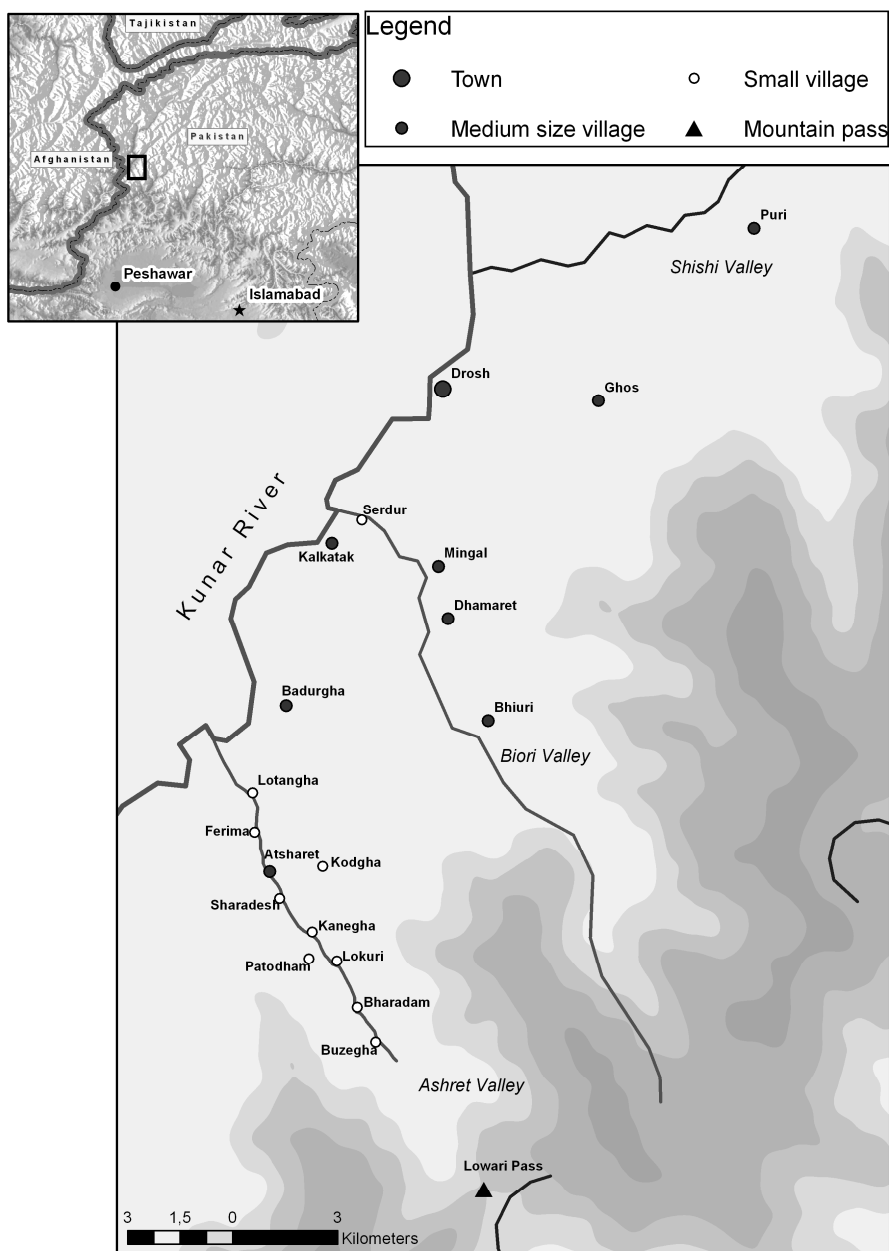 Tajikistan
Pakistan
Afghanistan
Peshawar
Islamabad
Legend
Town
Small village
Medium size village
Mountain pass
Puri
Shishi Valley
Drosh
Ghos
Kunar River
Serdur
Kalkatak
Mingal
Dhamaret
Badurgha
Bhiuri
Biori Valley
Lotangha
Ferima
Atsharet
Kodgha
Sharadesh
Kanegha
Patodham
Lokuri
Bharadam
Buzegha
Ashret Valley
Lowari Pass
3 1,5 0 3
Kilometers